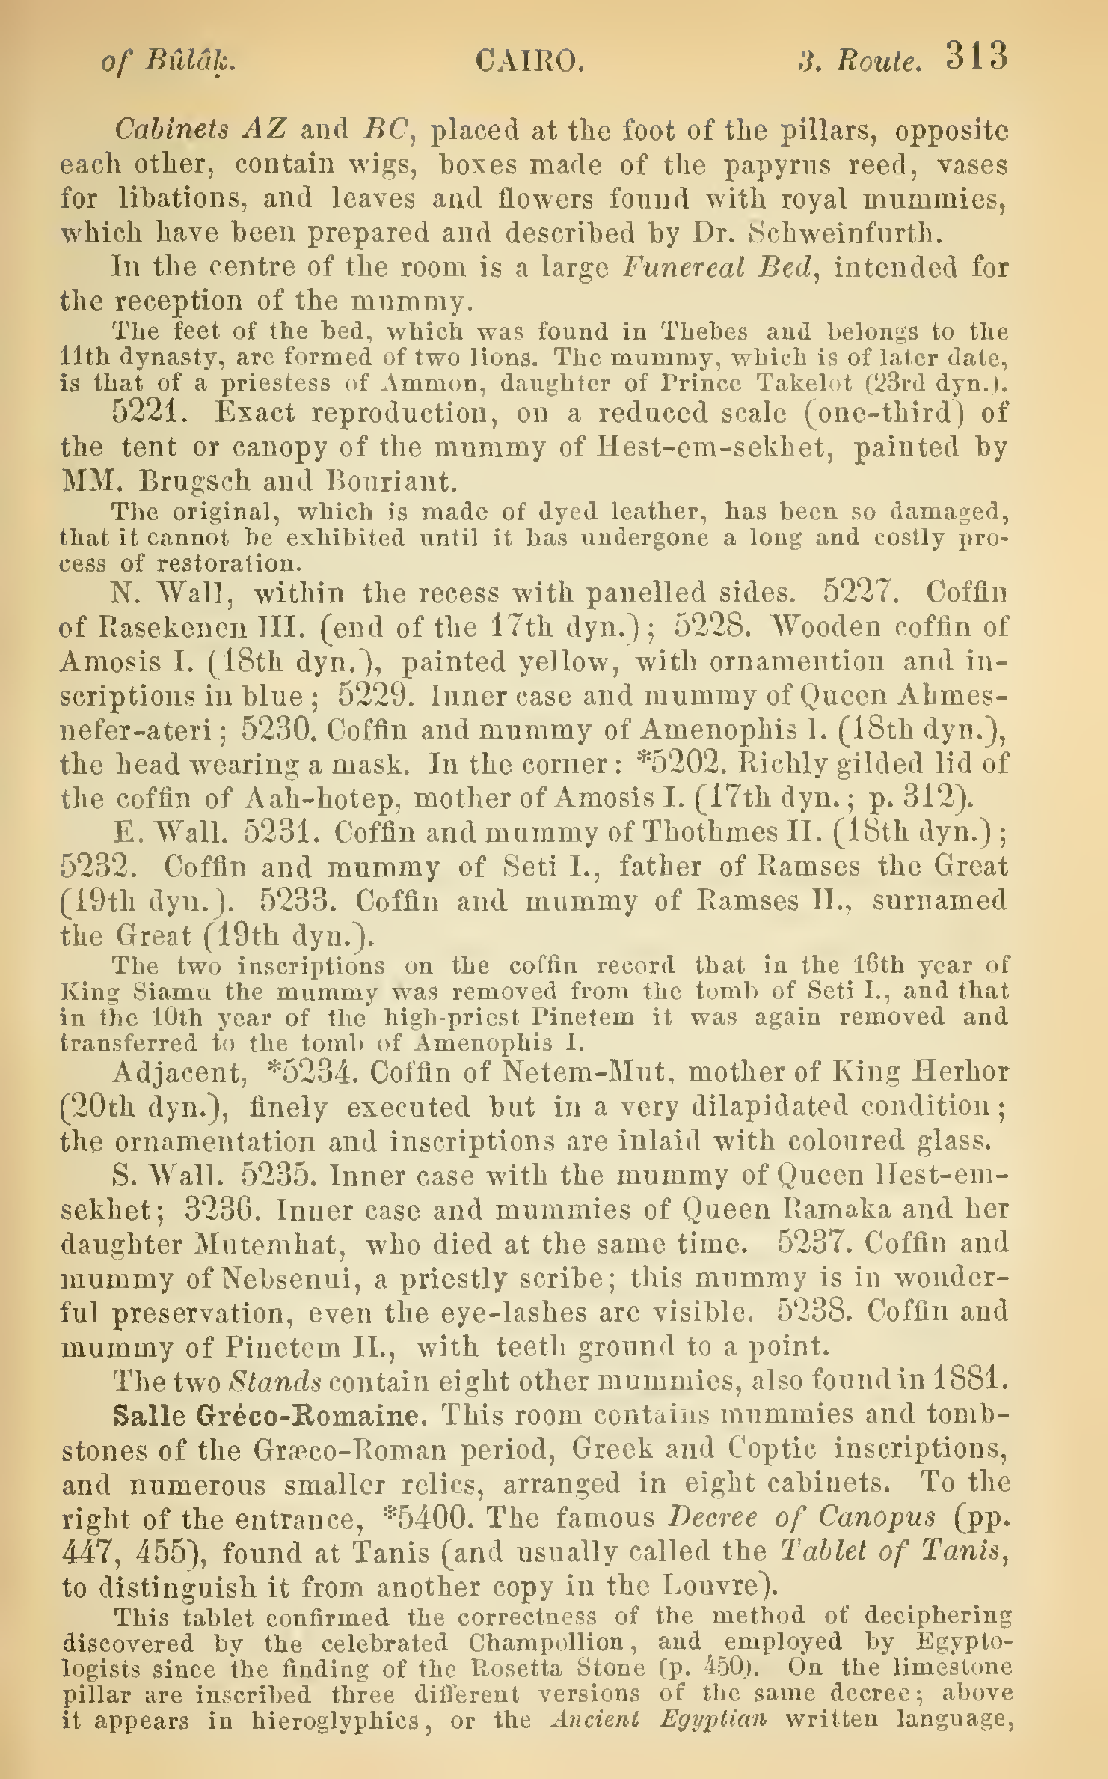 of Bûlâḳ. CAIRO. 3. Route. 313
Cabinets AZ and BC, placed at the foot of the pillars, opposite
each other, contain wigs, boxes made of the papyrus reed, vases
for libations, and leaves and flowers found with royal mummies,
which have been prepared and described by Dr. Schweinfurth.
In the centre of the room is a large Funereal Bed, intended for
the reception of the mummy.
The feet of the bed, which was found in Thebes and belongs to the
11th dynasty, are formed of two lions. The mummy, which is of later date,
is that of a priestess of Ammon, daughter of Prince Takelot (23rd dyn.).
5221. Exact reproduction, on a reduced scale (one-third) of
the tent or canopy of the mummy of Hest-em-sekhet, painted by
MM. Brugsch and Bouriant.
The original, which is made of dyed leather, has been so damaged,
that it cannot be exhibited until it has undergone a long and costly pro-
cess of restoration.
N. Wall, within the recess with panelled sides. 5227. Coffin
of Rasekenen III. (end of the 17th dyn.); 5228. Wooden coffin of
Amosis I. (18th dyn.), painted yellow, with ornamention and in-
scriptions in blue; 5229. Inner case and mummy of Queen Ahmes-
nefer-ateri; 5230. Coffin and mummy of Amenophis I. (18th dyn.),
the head wearing a mask. In the corner: *5202. Richly gilded lid of
the coffin of Aah-hotep, mother of Amosis I. (17th dyn.; p. 312).
E. Wall. 5231. Coffin and mummy of Thothmes II. (18th dyn.);
5232. Coffin and mummy of Seti I., father of Ramses the Great
(19th dyn.). 5233. Coffin and mummy of Ramses II., surnamed
the Great (19th dyn.).
The two inscriptions on the coffin record that in the 16th year of
King Siamu the mummy was removed from the tomb of Seti I., and that
in the 10th year of the high-priest Pinetem it was again removed and
transferred to the tomb of Amenophis I.
Adjacent, *5234. Coffin of Netem-Mut, mother of King Herhor
(20th dyn.), finely executed but in a very dilapidated condition;
the ornamentation and inscriptions are inlaid with coloured glass.
S. Wall. 5235. Inner case with the mummy of Queen Hest-em-
sekhet; 3236. Inner case and mummies of Queen Ramaka and her
daughter Mutemhat, who died at the same time. 5237. Coffin and
mummy of Nebsenui, a priestly scribe; this mummy is in wonder-
ful preservation, even the eye-lashes are visible. 5238. Coffin and
mummy of Pinetem II., with teeth ground to a point.
The two Stands contain eight other mummies, also found in 1881.
Salle Gréco-Romaine. This room contains mummies and tomb-
stones of the Græco-Roman period, Greek and Coptic inscriptions,
and numerous smaller relics, arranged in eight cabinets. To the
right of the entrance, *5400. The famous Decree of Canopus (pp.
447, 455), found at Tanis (and usually called the Tablet of Tanis,
to distinguish it from another copy in the Louvre).
This tablet confirmed the correctness of the method of deciphering
discovered by the celebrated Champollion, and employed by Egypto-
logists since the finding of the Rosetta Stone (p. 450). On the limestone
pillar are inscribed three different versions of the same decree; above
it appears in hieroglyphics, or the Ancient Egyptian written language,